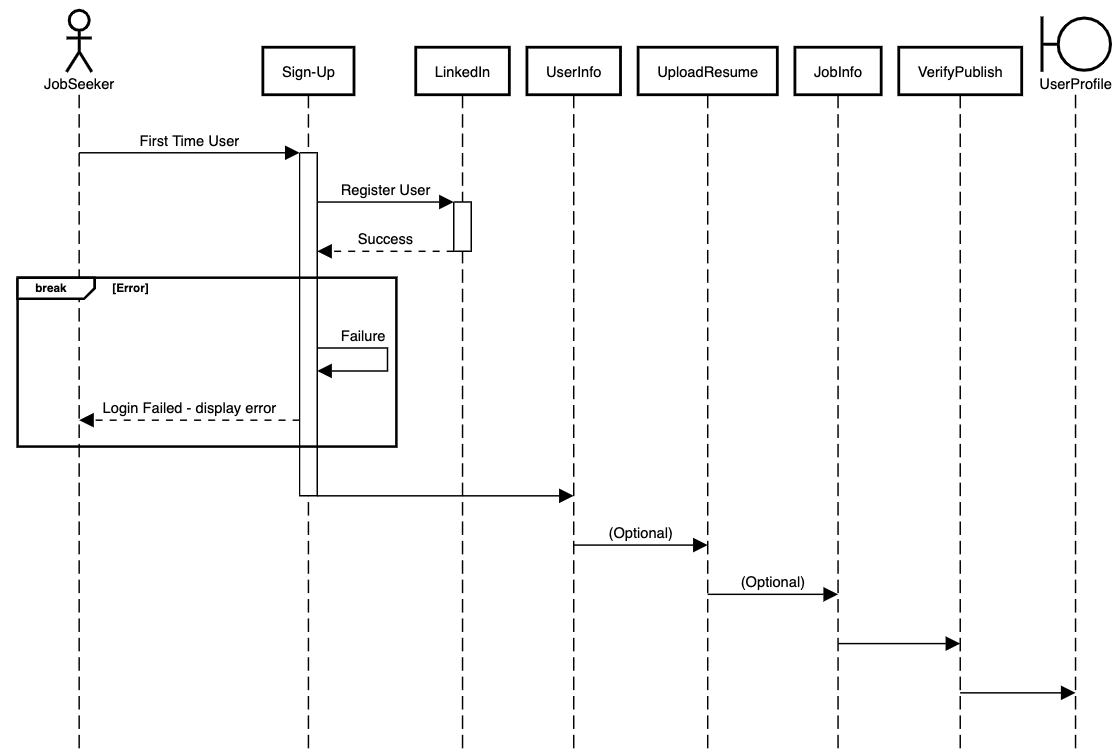 JobSeeker
Sign-Up
LinkedIn
UserInfo
UploadResume
JobInfo
VerifyPublish
UserProfile
First Time User
Register User
Success
break
[Error]
Failure
Login Failed - display error
(Optional)
(Optional)